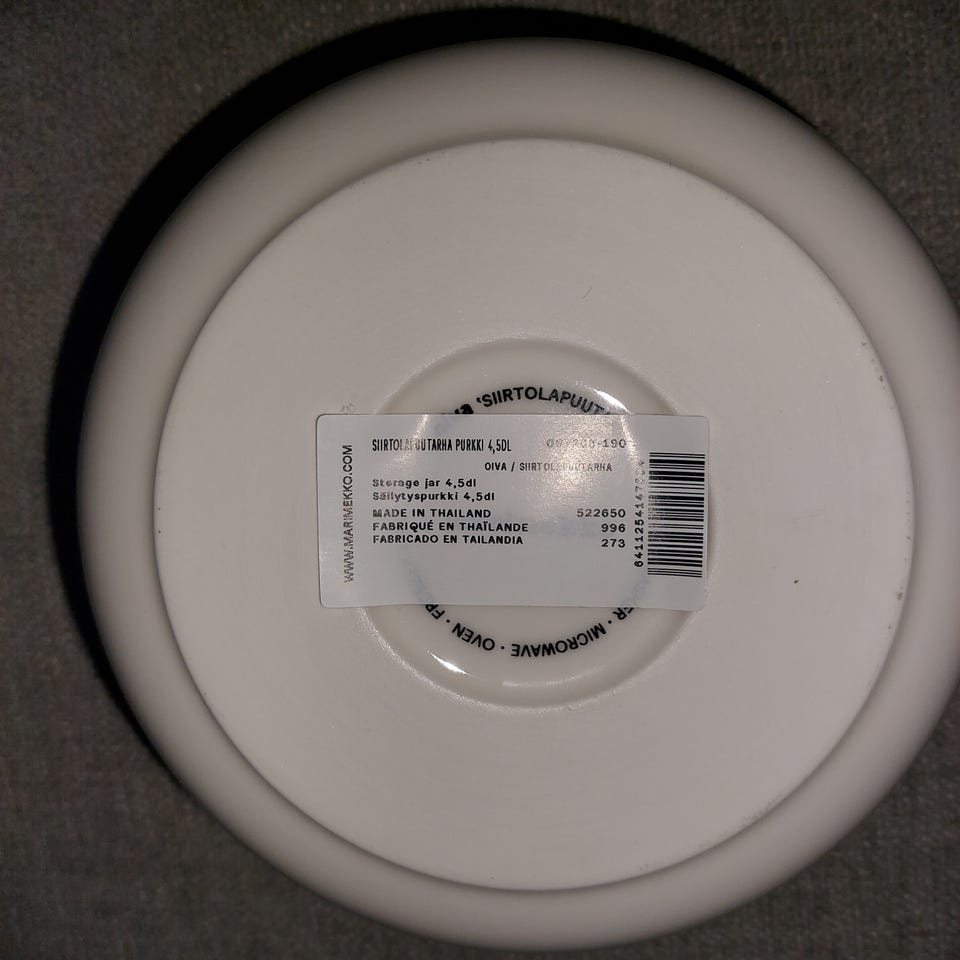 'SIIRTOLAPUUT
WWW.MARIMEKKO.COM
SIIRTOLAPUUTARHA PURKKI 4,5DL
OIVA / SIIRTOLAPUUTARHA
Storage jar 4,5dl
Säilytyspurkki 4,5dl
MADE IN THAILAND 522650
FABRIQUÉ EN THAÏLANDE 996
FABRICADO EN TAILANDIA 273
· MICROWAVE · OVEN ·